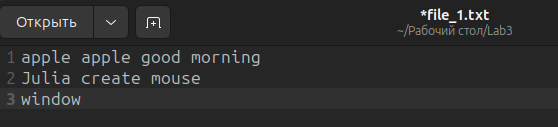 Открыть
*file_1.txt
~/Рабочий стол/Lab3
1 apple apple good morning
2 Julia create mouse
3 window